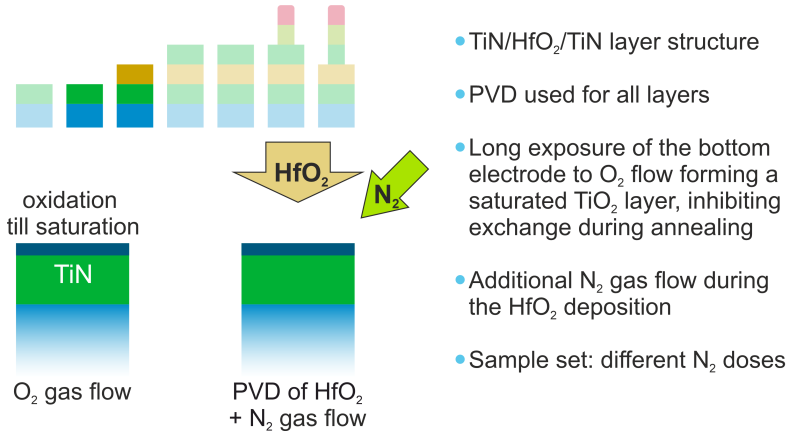 HfO₂
N₂
oxidation
till saturation
TiN
O₂ gas flow
PVD of HfO₂
+ N₂ gas flow
• TiN/HfO₂/TiN layer structure
• PVD used for all layers
• Long exposure of the bottom
electrode to O₂ flow forming a
saturated TiO₂ layer, inhibiting
exchange during annealing
• Additional N₂ gas flow during
the HfO₂ deposition
• Sample set: different N₂ doses